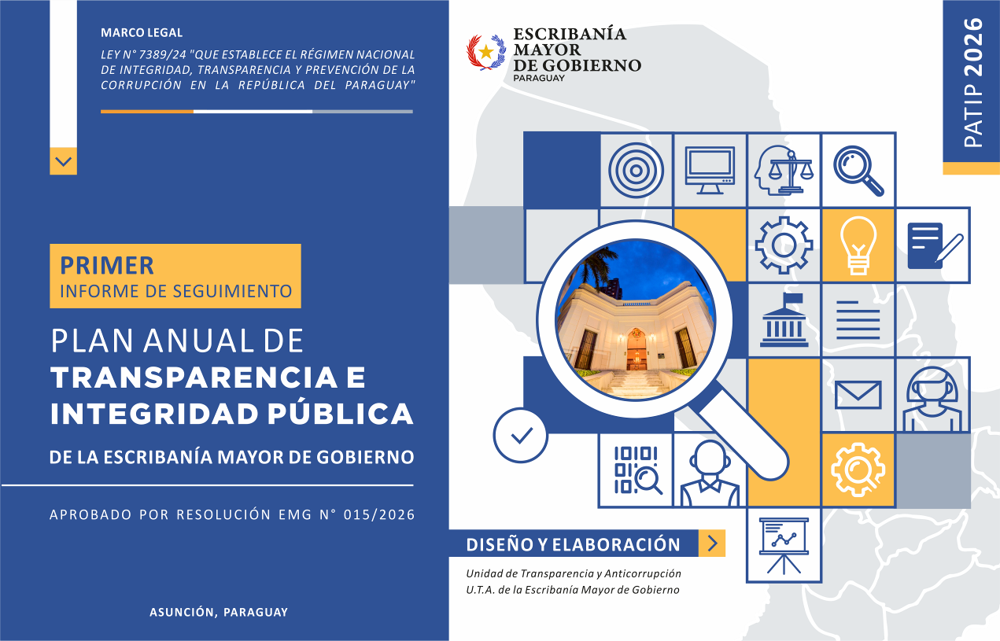 MARCO LEGAL
LEY N° 7389/24 "QUE ESTABLECE EL RÉGIMEN NACIONAL
DE INTEGRIDAD, TRANSPARENCIA Y PREVENCIÓN DE LA
CORRUPCIÓN EN LA REPÚBLICA DEL PARAGUAY"
PRIMER
INFORME DE SEGUIMIENTO
PLAN ANUAL DE
TRANSPARENCIA E
INTEGRIDAD PÚBLICA
DE LA ESCRIBANÍA MAYOR DE GOBIERNO
APROBADO POR RESOLUCIÓN EMG N° 015/2026
ASUNCIÓN, PARAGUAY
ESCRIBANÍA
MAYOR
DE GOBIERNO
PARAGUAY
PATIP 2026
DISEÑO Y ELABORACIÓN
Unidad de Transparencia y Anticorrupción
U.T.A. de la Escribanía Mayor de Gobierno